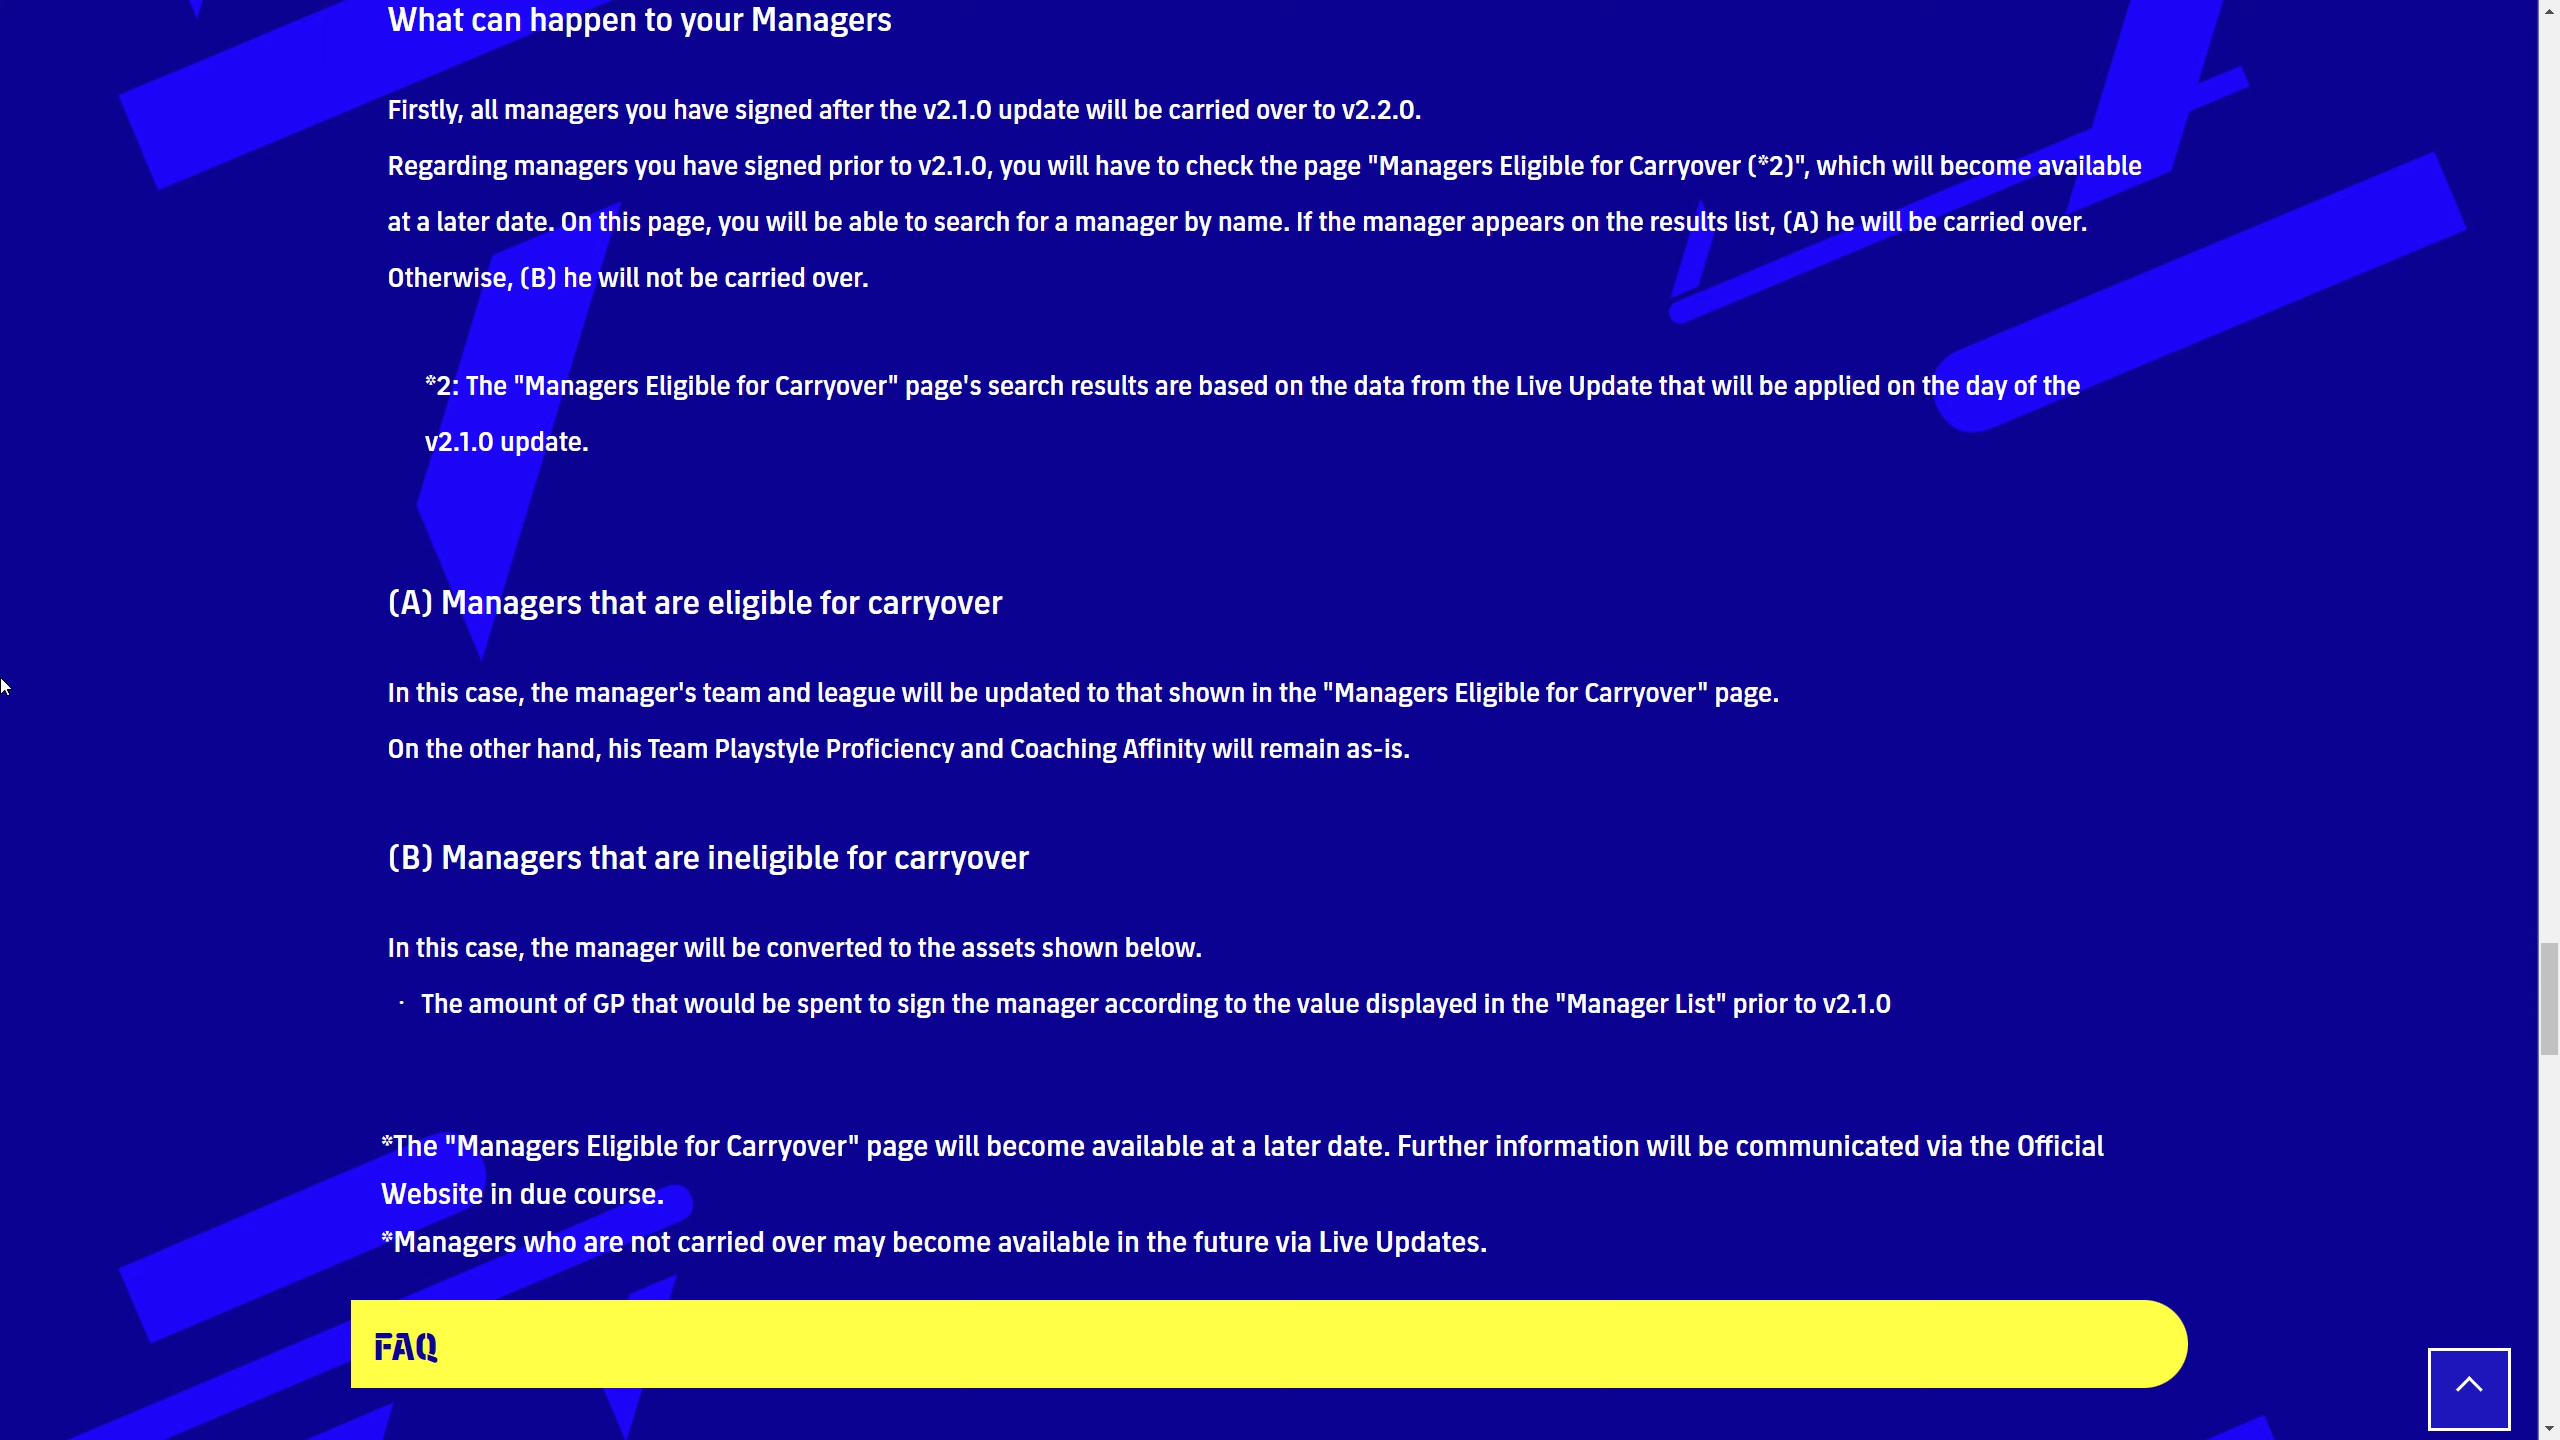 What can happen to your Managers
Firstly, all managers you have signed after the v2.1.0 update will be carried over to v2.2.0.
Regarding managers you have signed prior to v2.1.0, you will have to check the page "Managers Eligible for Carryover (*2)", which will become available
at a later date. On this page, you will be able to search for a manager by name. If the manager appears on the results list, (A) he will be carried over.
Otherwise, (B) he will not be carried over.
*2: The "Managers Eligible for Carryover" page's search results are based on the data from the Live Update that will be applied on the day of the
v2.1.0 update.
(A) Managers that are eligible for carryover
In this case, the manager's team and league will be updated to that shown in the "Managers Eligible for Carryover" page.
On the other hand, his Team Playstyle Proficiency and Coaching Affinity will remain as-is.
(B) Managers that are ineligible for carryover
In this case, the manager will be converted to the assets shown below.
· The amount of GP that would be spent to sign the manager according to the value displayed in the "Manager List" prior to v2.1.0
*The "Managers Eligible for Carryover" page will become available at a later date. Further information will be communicated via the Official
Website in due course.
*Managers who are not carried over may become available in the future via Live Updates.
FAQ